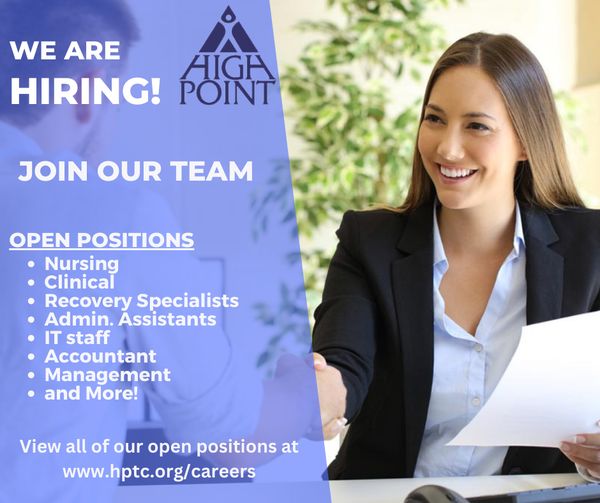 WE ARE
HIRING!
HIGH
POINT
JOIN OUR TEAM
OPEN POSITIONS
• Nursing
• Clinical
• Recovery Specialists
• Admin. Assistants
• IT staff
• Accountant
• Management
• and More!
View all of our open positions at
www.hptc.org/careers